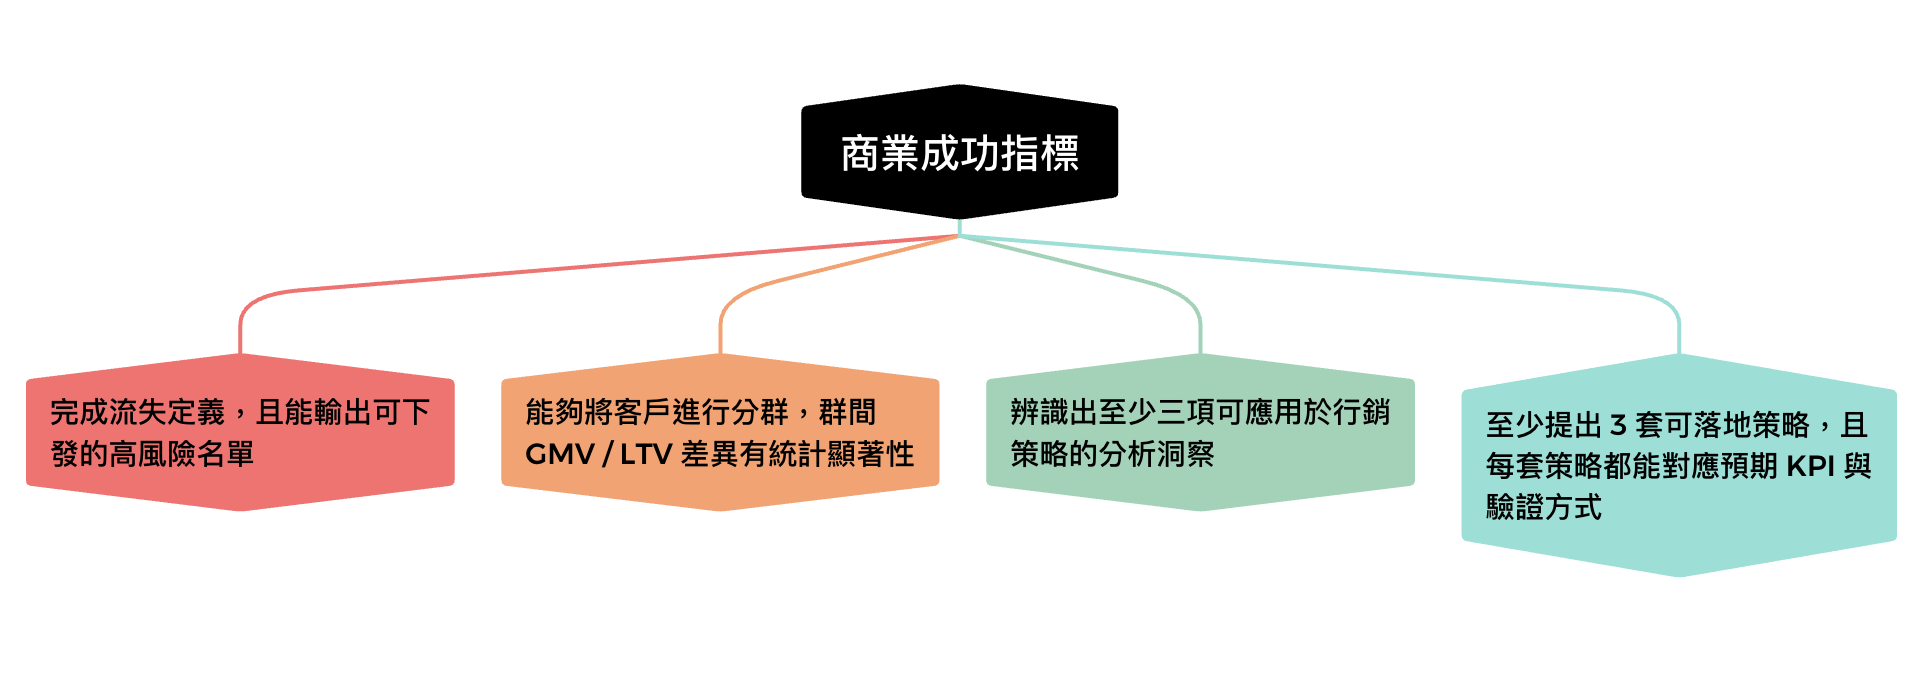 商業成功指標
完成流失定義，且能輸出可下
發的高風險名單
能夠將客戶進行分群，群間
GMV / LTV 差異有統計顯著性
辨識出至少三項可應用於行銷
策略的分析洞察
至少提出 3 套可落地策略，且
每套策略都能對應預期 KPI 與
驗證方式